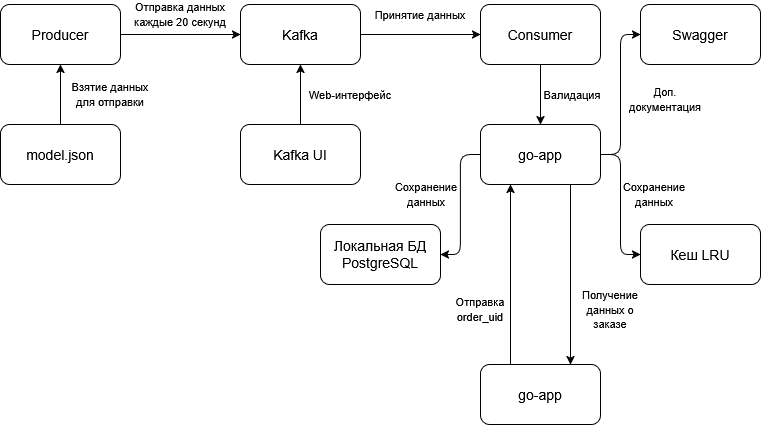 Отправка данных
каждые 20 секунд
Принятие данных
Producer
Kafka
Consumer
Swagger
Взятие данных
для отправки
Web-интерфейс
Валидация
Доп.
документация
model.json
Kafka UI
go-app
Сохранение
данных
Сохранение
данных
Локальная БД
PostgreSQL
Кеш LRU
Отправка
order_uid
Получение
данных о
заказе
go-app